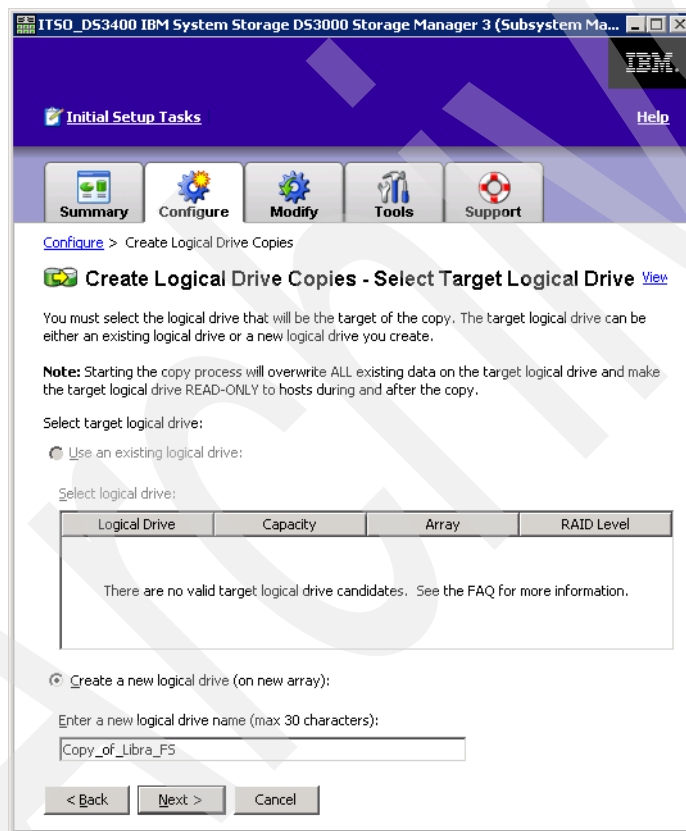 ITSO_DS3400 IBM System Storage DS3000 Storage Manager 3 (Subsystem Ma...
IBM.
Initial Setup Tasks
Help
Summary
Configure
Modify
Tools
Support
Configure > Create Logical Drive Copies
Create Logical Drive Copies - Select Target Logical Drive View
You must select the logical drive that will be the target of the copy. The target logical drive can be
either an existing logical drive or a new logical drive you create.
Note: Starting the copy process will overwrite ALL existing data on the target logical drive and make
the target logical drive READ-ONLY to hosts during and after the copy.
Select target logical drive:
Use an existing logical drive:
Select logical drive:
Logical Drive Capacity Array RAID Level
There are no valid target logical drive candidates. See the FAQ for more information.
Create a new logical drive (on new array):
Enter a new logical drive name (max 30 characters):
Copy_of_Libra_FS
< Back Next > Cancel